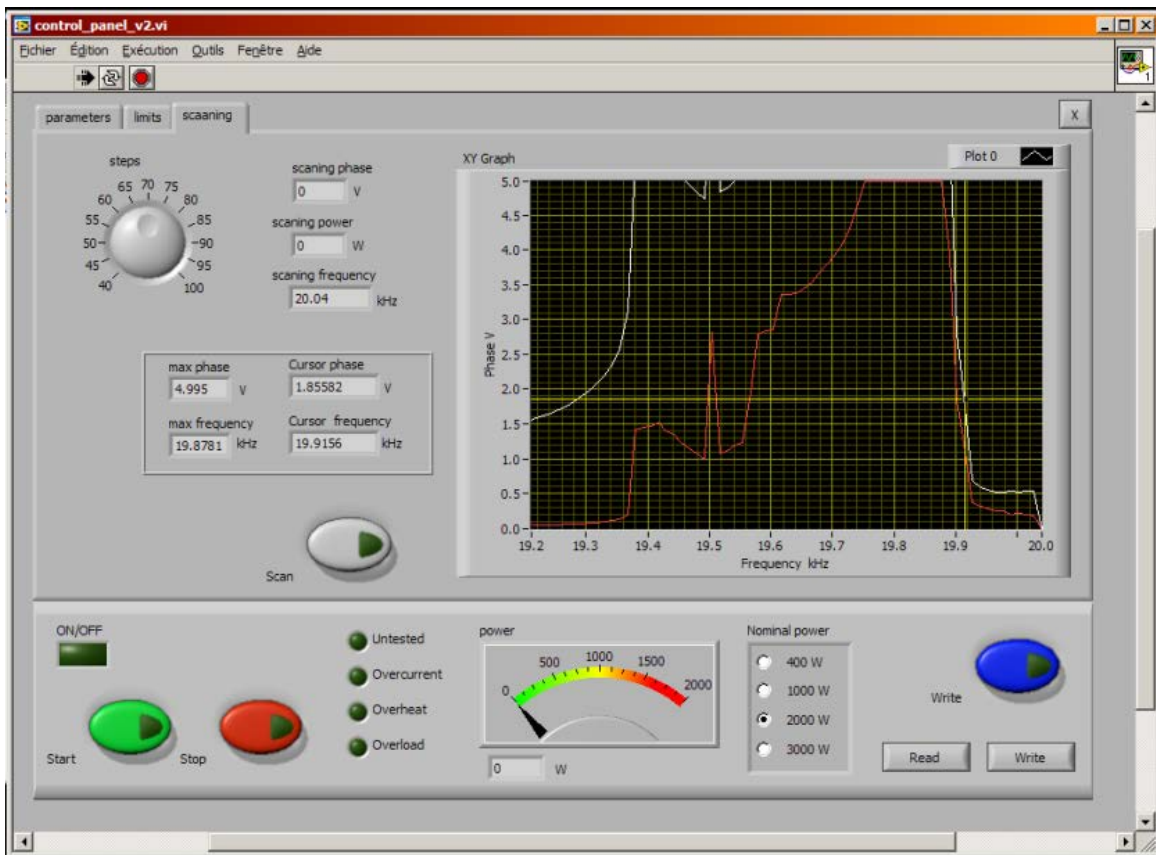 control_panel_v2.vi
Fichier Édition Exécution Outils Fenêtre Aide
1
parameters limits scaaning X
steps
40 45 50 55 60 65 70 75 80 85 90 95 100
scaning phase
0 V
scaning power
0 W
scaning frequency
20.04 kHz
max phase Cursor phase
4.995 V 1.85582 V
max frequency Cursor frequency
19.8781 kHz 19.9156 kHz
Scan
XY Graph Plot 0
5.0
4.5
4.0
3.5
3.0
2.5
2.0
1.5
1.0
0.5
0.0
Phase V
19.2 19.3 19.4 19.5 19.6 19.7 19.8 19.9 20.0
Frequency kHz
ON/OFF
Start Stop
Untested
Overcurrent
Overheat
Overload
power
0 500 1000 1500 2000
0 W
Nominal power
400 W
1000 W
2000 W
3000 W
Write
Read Write